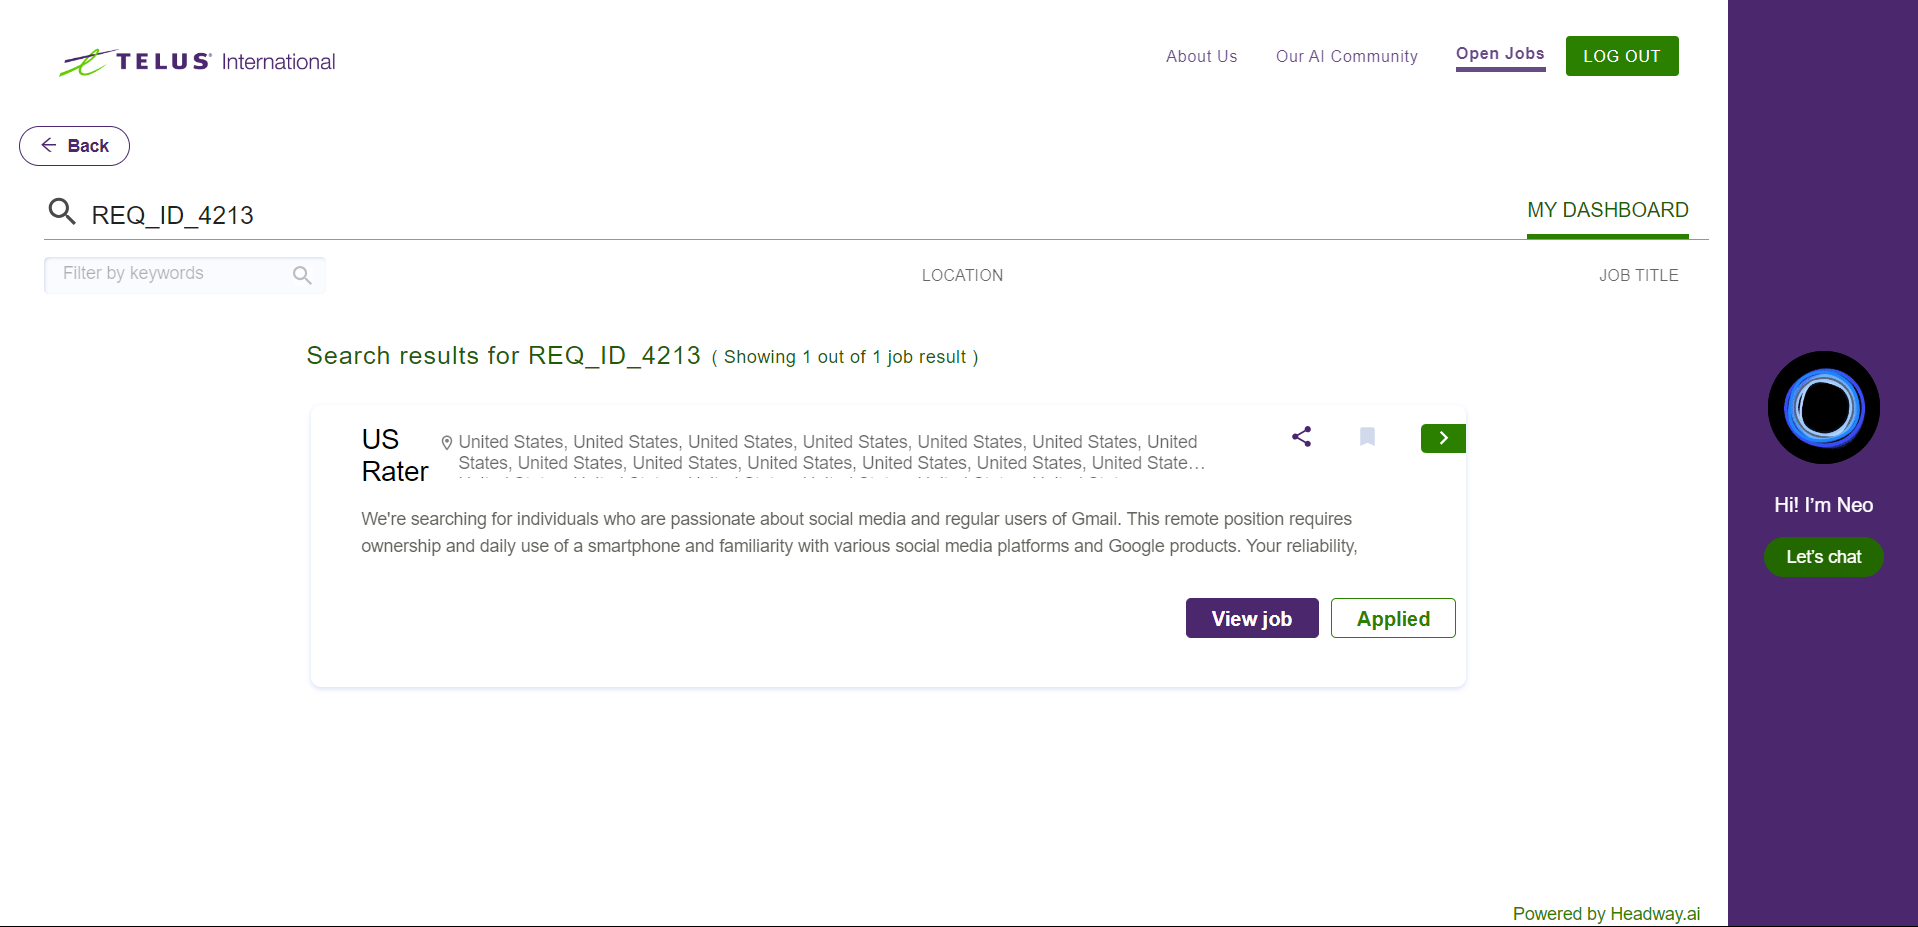 TELUS® International
About Us
Our AI Community
Open Jobs
LOG OUT
Back
REQ_ID_4213
MY DASHBOARD
Filter by keywords
LOCATION
JOB TITLE
Search results for REQ_ID_4213 ( Showing 1 out of 1 job result )
US
Rater
United States, United States, United States, United States, United States, United States, United
States, United States, United States, United States, United States, United States, United State…
We're searching for individuals who are passionate about social media and regular users of Gmail. This remote position requires
ownership and daily use of a smartphone and familiarity with various social media platforms and Google products. Your reliability,
View job
Applied
Hi! I'm Neo
Let's chat
Powered by Headway.ai